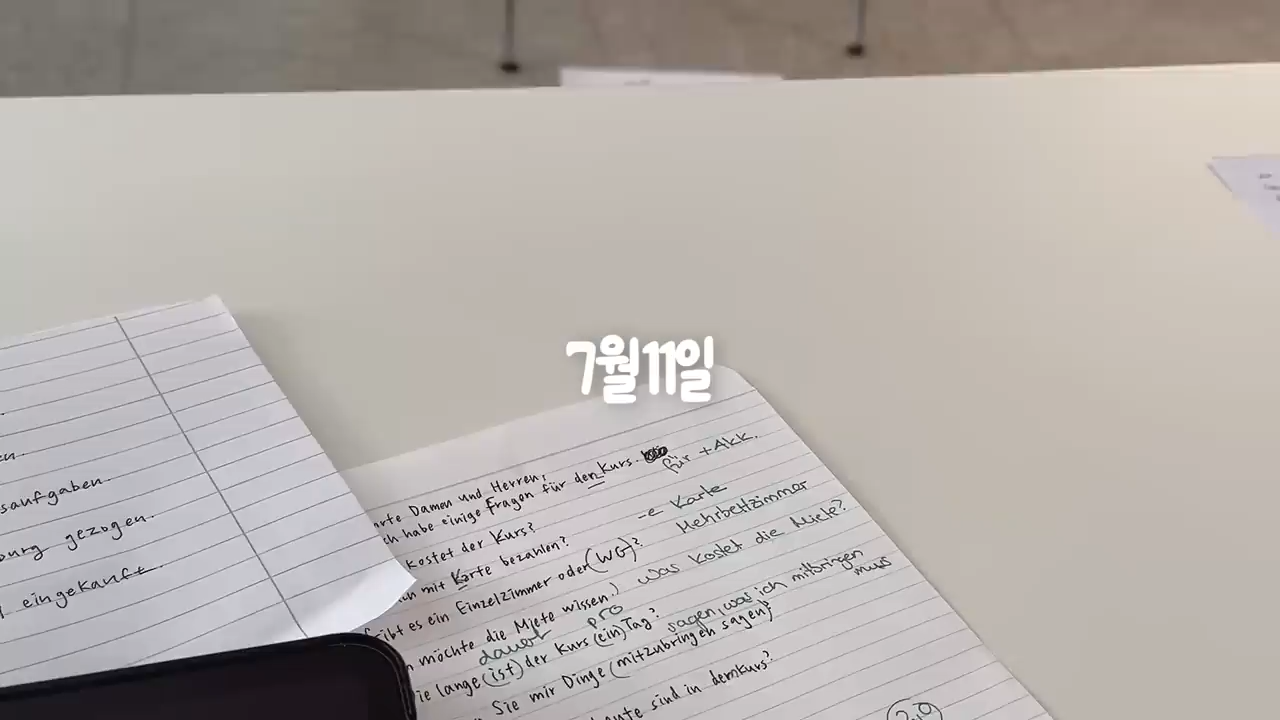 7월 11일
en.
saufgaben.
burg gezogen.
eingekauft.
rte Damen und Herren,
ch habe einige Fragen für den Kurs.
für + Akk.
kostet der Kurs?
mit Karte bezahlen?
-e Karte
ibt es ein Einzelzimmer oder (WG)?
Mehrbettzimmer
möchte die Miete wissen.)
was kostet die Miete?
dauert
pro
ie lange (ist) der Kurs (ein) Tag?
sagen, was ich mitbringen
muss
Sie mir Dinge (mitzubringen sagen)?
sind in demkurs?
2,0